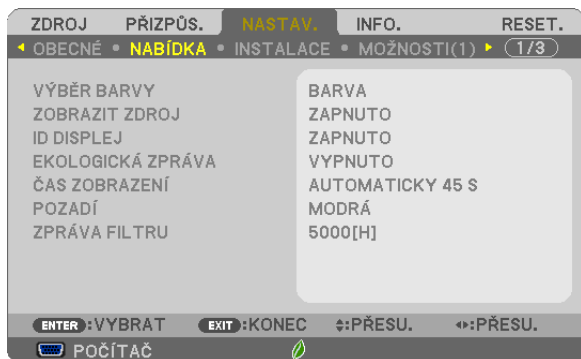 ZDROJ PŘIZPŮS. NASTAV. INFO. RESET.
OBECNÉ • NABÍDKA • INSTALACE • MOŽNOSTI(1) 1/3
VÝBĚR BARVY BARVA
ZOBRAZIT ZDROJ ZAPNUTO
ID DISPLEJ ZAPNUTO
EKOLOGICKÁ ZPRÁVA VYPNUTO
ČAS ZOBRAZENÍ AUTOMATICKY 45 S
POZADÍ MODRÁ
ZPRÁVA FILTRU 5000[H]
ENTER:VYBRAT EXIT:KONEC :PŘESU. :PŘESU.
POČÍTAČ